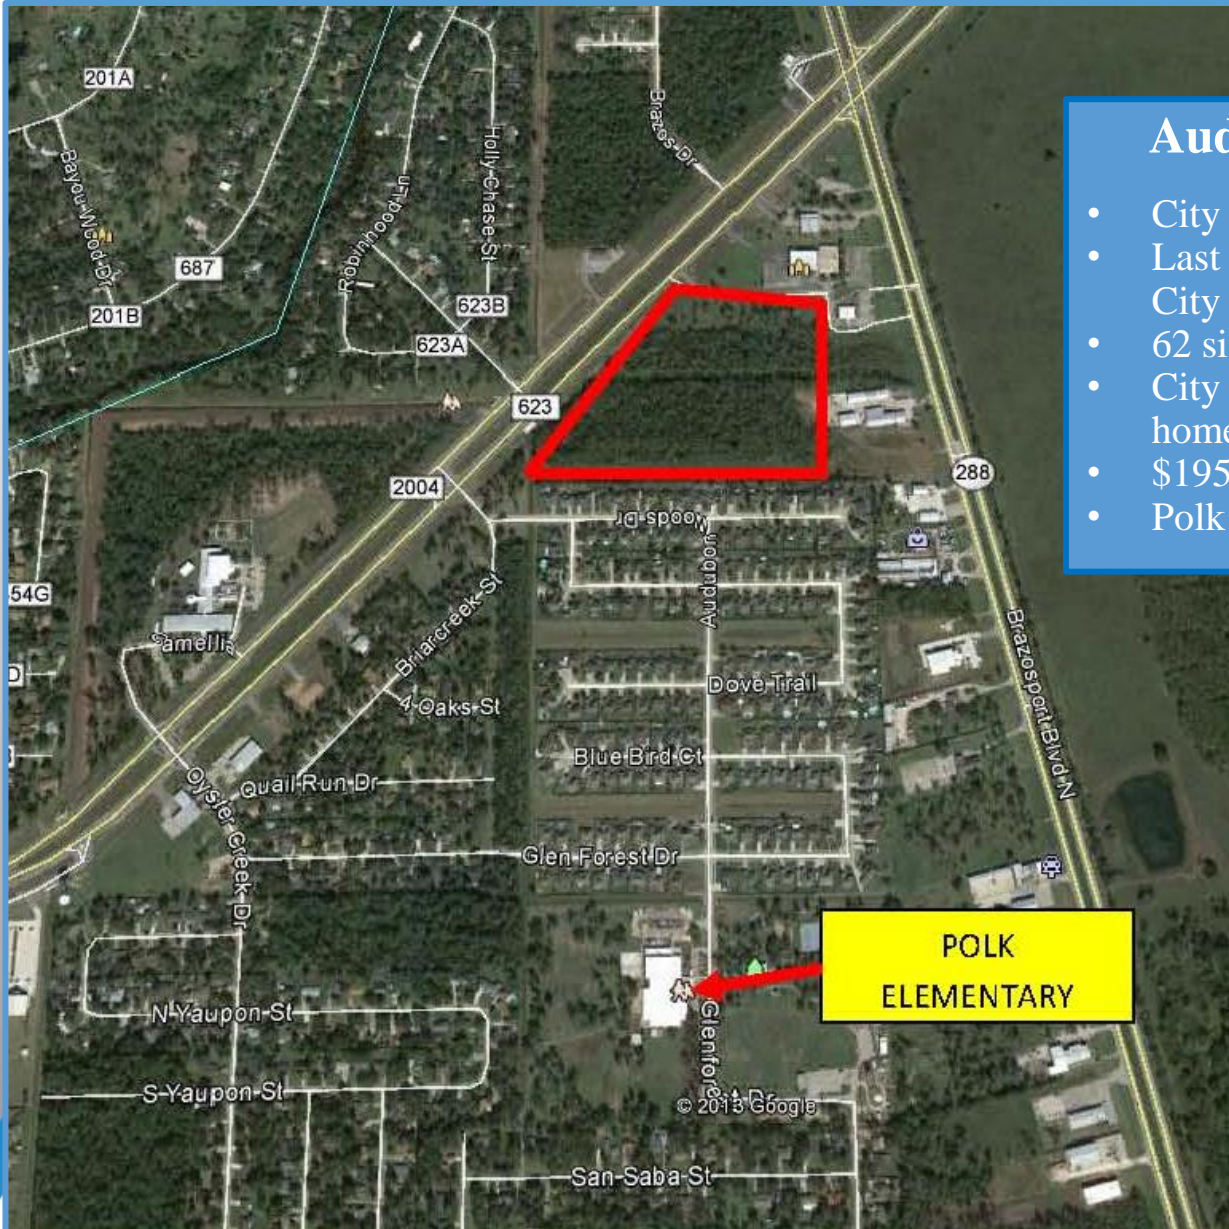 201A
Bayou Wood Dr
687
201B
Robinhood Ln
Holly Chase St
623B
623A
Brazos Dr
623
2004
288
Woods Dr
Audubon
Briarcreek St
54G
Camellia
4 Oaks St
Dove Trail
Blue Bird Ct
Quail Run Dr
Oyster Creek Dr
Glen Forest Dr
Brazosport Blvd N
N Yaupon St
S Yaupon St
Glenforest Dr
© 2013 Google
San Saba St
POLK
ELEMENTARY
Aud
• City
• Last
City
• 62 si
• City
home
• $195
• Polk